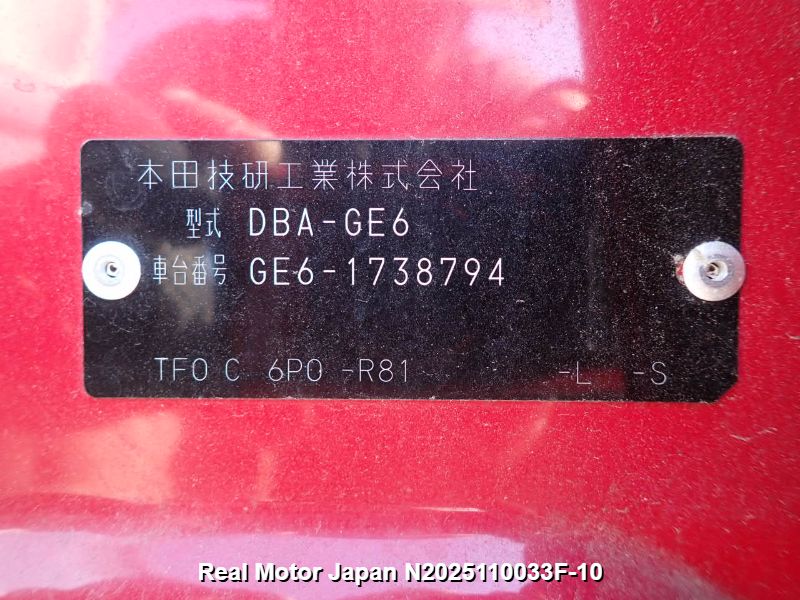 本田技研工業株式会社
型式 DBA-GE6
車台番号 GE6-1738794
TF0 C 6P0 -R81 -L -S
Real Motor Japan N2025110033F-10